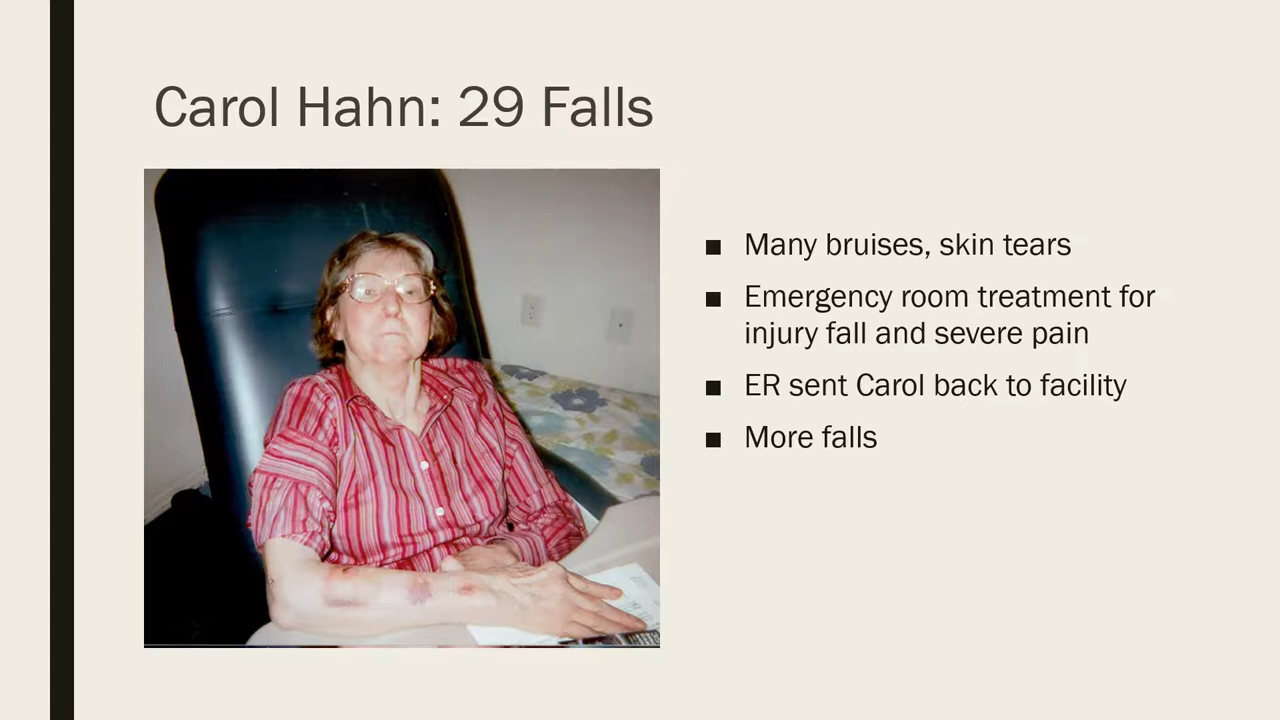 Carol Hahn: 29 Falls
■ Many bruises, skin tears
■ Emergency room treatment for
injury fall and severe pain
■ ER sent Carol back to facility
■ More falls